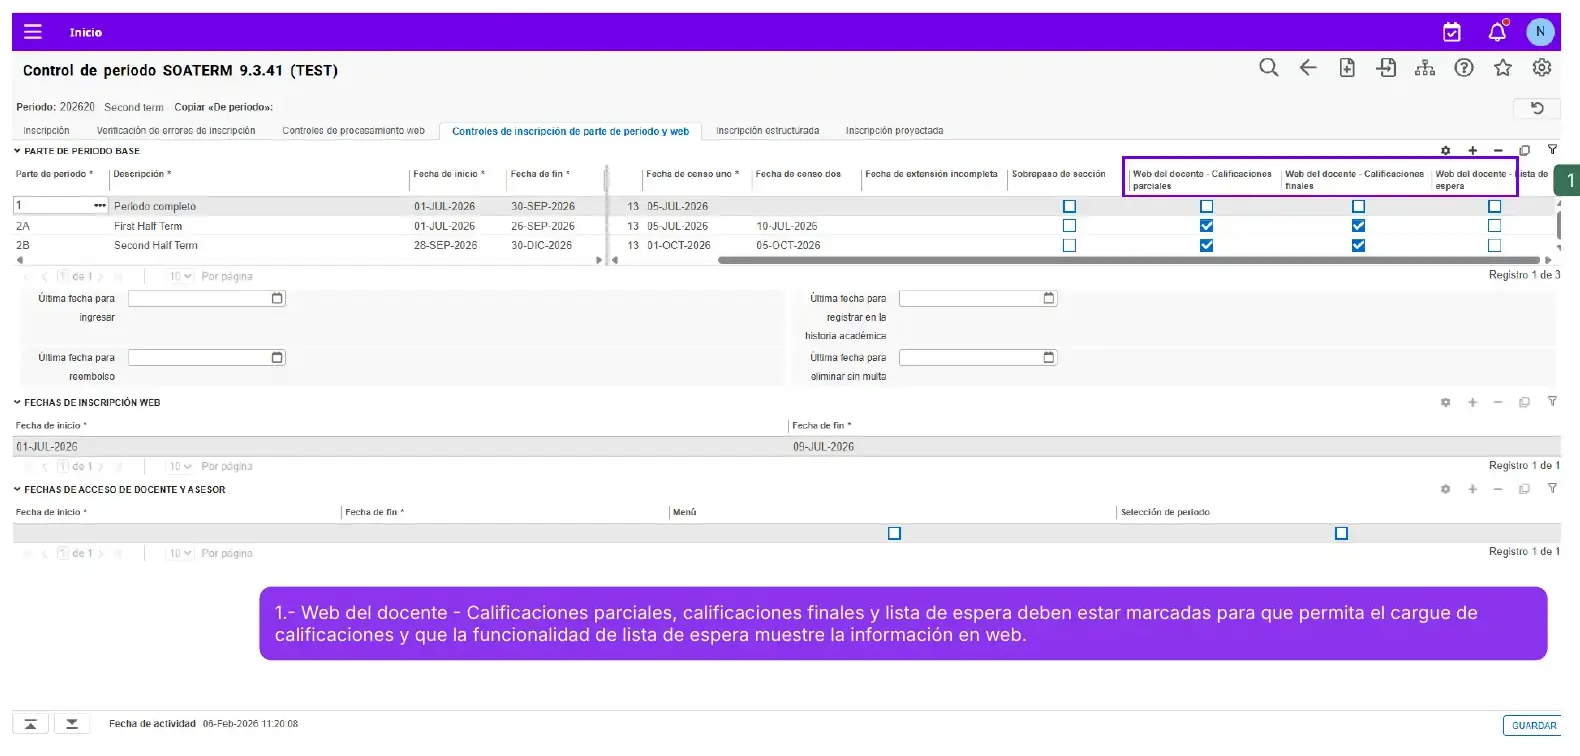 Inicio
N
Control de periodo SOATERM 9.3.41 (TEST)
Periodo: 202620 Second term Copiar «De periodo»:
Inscripción Verificación de errores de inscripción Controles de procesamiento web Controles de inscripción de parte de periodo y web Inscripción estructurada Inscripción proyectada
PARTE DE PERIODO BASE
Parte de periodo * Descripción * Fecha de inicio * Fecha de fin * Fecha de censo uno * Fecha de censo dos Fecha de extensión incompleta Sobrepaso de sección Web del docente - Calificaciones parciales Web del docente - Calificaciones finales Web del docente - Lista de espera
1
1 ••• Periodo completo 01-JUL-2026 30-SEP-2026 13 05-JUL-2026
2A First Half Term 01-JUL-2026 26-SEP-2026 13 05-JUL-2026 10-JUL-2026
2B Second Half Term 28-SEP-2026 30-DIC-2026 13 01-OCT-2026 05-OCT-2026
1 de 1 10 Por página Registro 1 de 3
Última fecha para ingresar
Última fecha para registrar en la historia académica
Última fecha para reembolso
Última fecha para eliminar sin multa
FECHAS DE INSCRIPCIÓN WEB
Fecha de inicio * Fecha de fin *
01-JUL-2026 09-JUL-2026
1 de 1 10 Por página Registro 1 de 1
FECHAS DE ACCESO DE DOCENTE Y ASESOR
Fecha de inicio * Fecha de fin * Menú Selección de periodo
1 de 1 10 Por página Registro 1 de 1
1.- Web del docente - Calificaciones parciales, calificaciones finales y lista de espera deben estar marcadas para que permita el cargue de
calificaciones y que la funcionalidad de lista de espera muestre la información en web.
Fecha de actividad 06-Feb-2026 11:20:08
GUARDAR